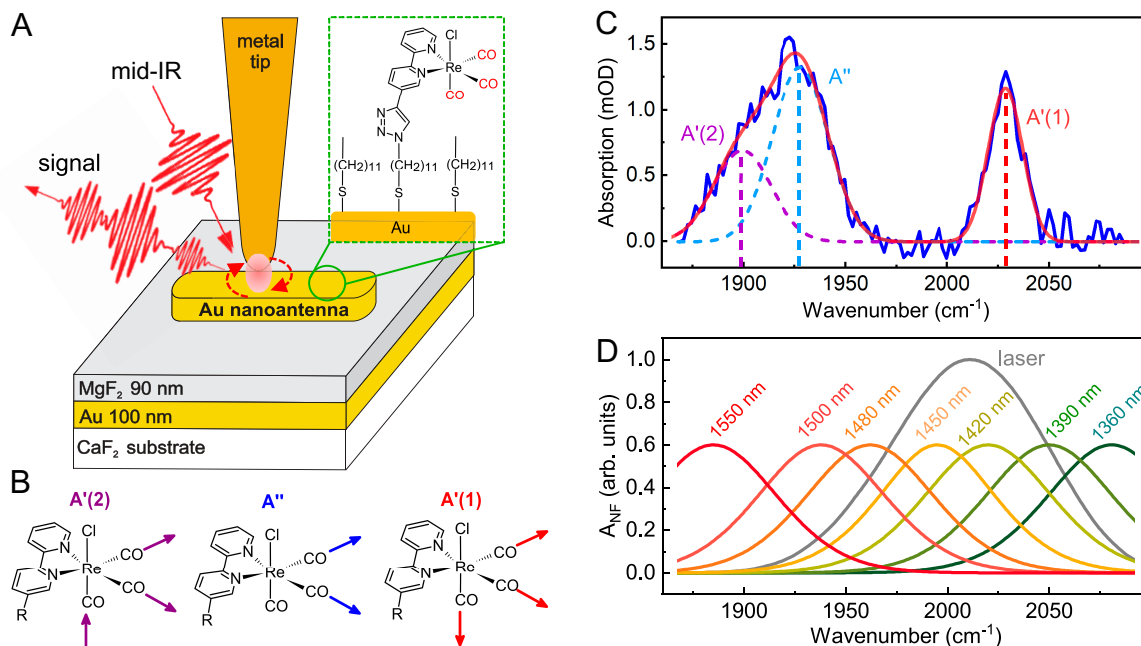 A
metal
tip
mid-IR
signal
Cl
N
N
Re
CO
CO
CO
N
N
N
(CH2)11
(CH2)11
(CH2)11
S
S
S
Au
Au nanoantenna
MgF₂ 90 nm
Au 100 nm
CaF₂ substrate
B
A'(2)
A''
A'(1)
Cl
N
CO
N
Re
CO
CO
R
Cl
N
CO
N
Re
CO
CO
R
Cl
N
CO
N
Re
CO
CO
R
C
Absorption (mOD)
1.5
1.0
0.5
0.0
A'(2)
A''
A'(1)
1900
1950
2000
2050
Wavenumber (cm⁻¹)
D
A_NF (arb. units)
1.0
0.8
0.6
0.4
0.2
0.0
laser
1550 nm
1500 nm
1480 nm
1450 nm
1420 nm
1390 nm
1360 nm
1900
1950
2000
2050
Wavenumber (cm⁻¹)